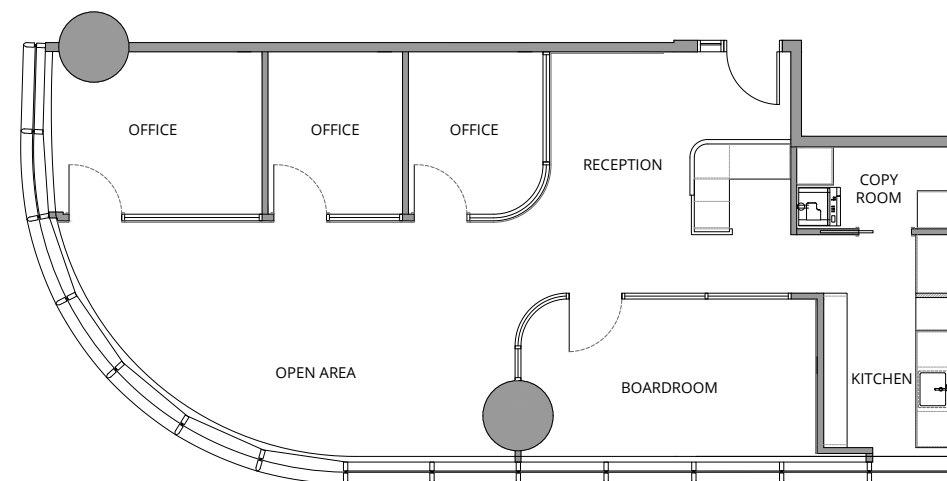 OFFICE
OFFICE
OFFICE
RECEPTION
COPY
ROOM
OPEN AREA
BOARDROOM
KITCHEN